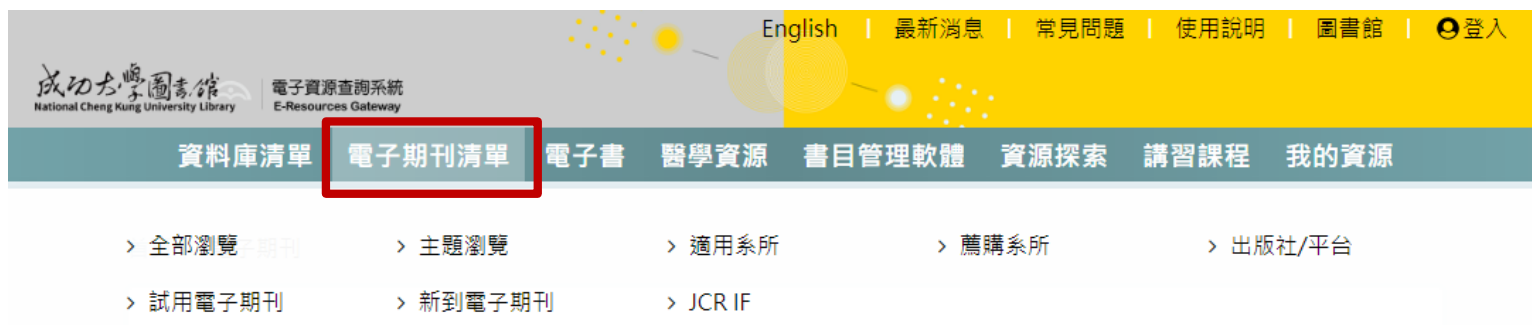 English | 最新消息 | 常見問題 | 使用說明 | 圖書館 | 登入
成功大學圖書館
National Cheng Kung University Library
電子資源查詢系統
E-Resources Gateway
資料庫清單 電子期刊清單 電子書 醫學資源 書目管理軟體 資源探索 講習課程 我的資源
> 全部瀏覽 > 主題瀏覽 > 適用系所 > 薦購系所 > 出版社/平台
> 試用電子期刊 > 新到電子期刊 > JCR IF